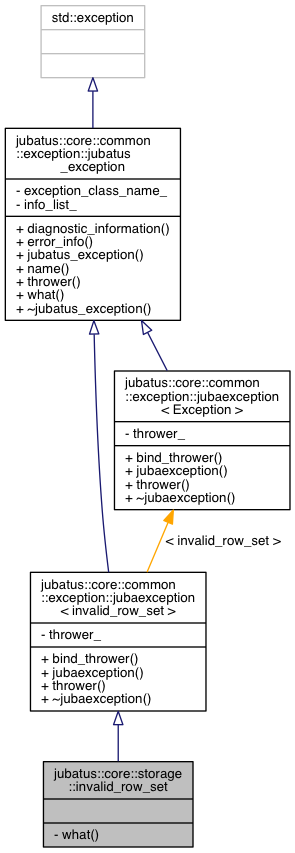 std::exception
jubatus::core::common
::exception::jubatus
_exception
- exception_class_name_
- info_list_
+ diagnostic_information()
+ error_info()
+ jubatus_exception()
+ name()
+ thrower()
+ what()
+ ~jubatus_exception()
jubatus::core::common
::exception::jubaexception
< Exception >
- thrower_
+ bind_thrower()
+ jubaexception()
+ thrower()
+ ~jubaexception()
< invalid_row_set >
jubatus::core::common
::exception::jubaexception
< invalid_row_set >
- thrower_
+ bind_thrower()
+ jubaexception()
+ thrower()
+ ~jubaexception()
jubatus::core::storage
::invalid_row_set
- what()